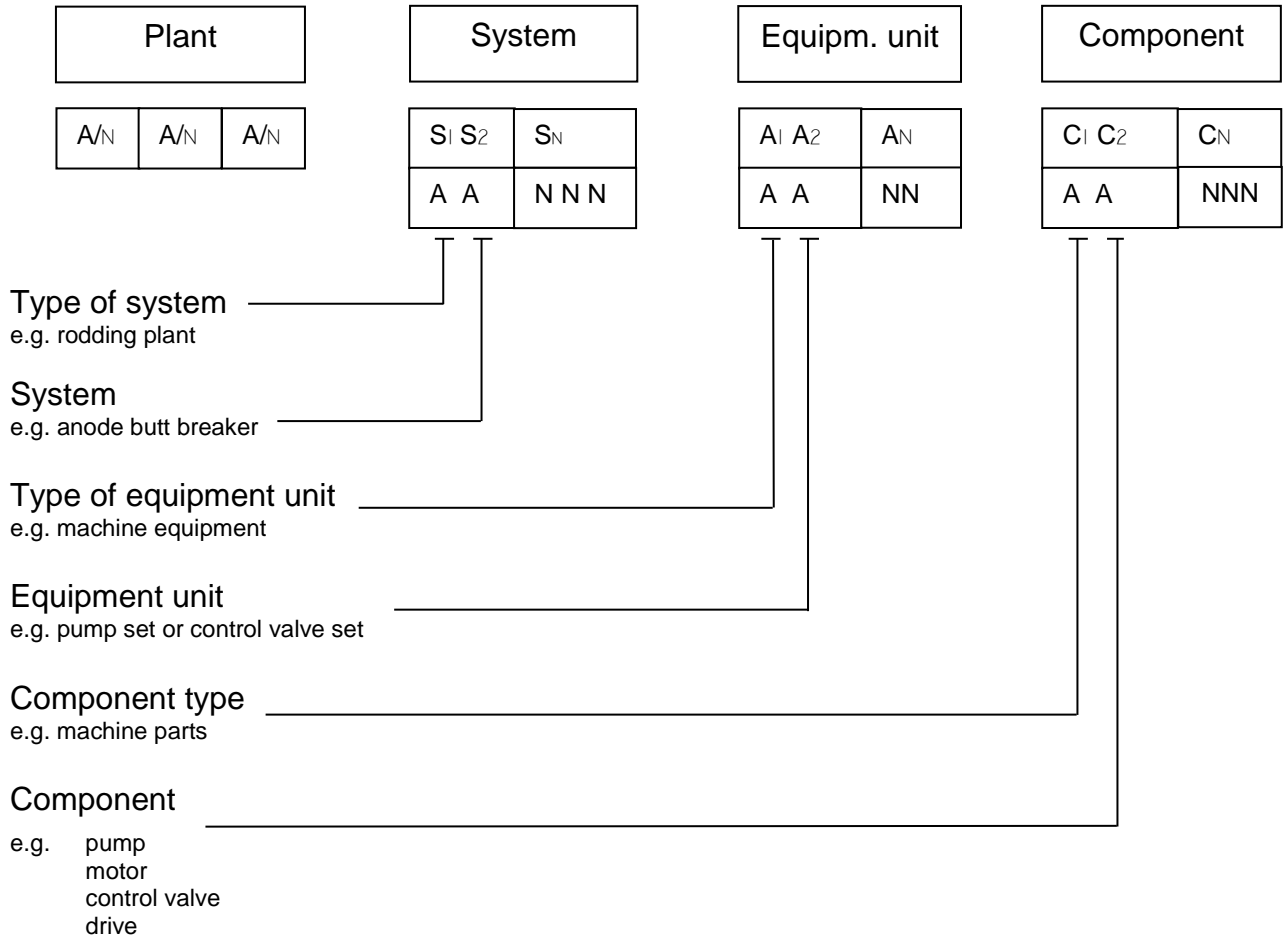 Plant System Equipm. unit Component
A/N A/N A/N S1 S2 SN A1 A2 AN C1 C2 CN
A A N N N A A NN A A NNN
Type of system
e.g. rodding plant
System
e.g. anode butt breaker
Type of equipment unit
e.g. machine equipment
Equipment unit
e.g. pump set or control valve set
Component type
e.g. machine parts
Component
e.g. pump
motor
control valve
drive